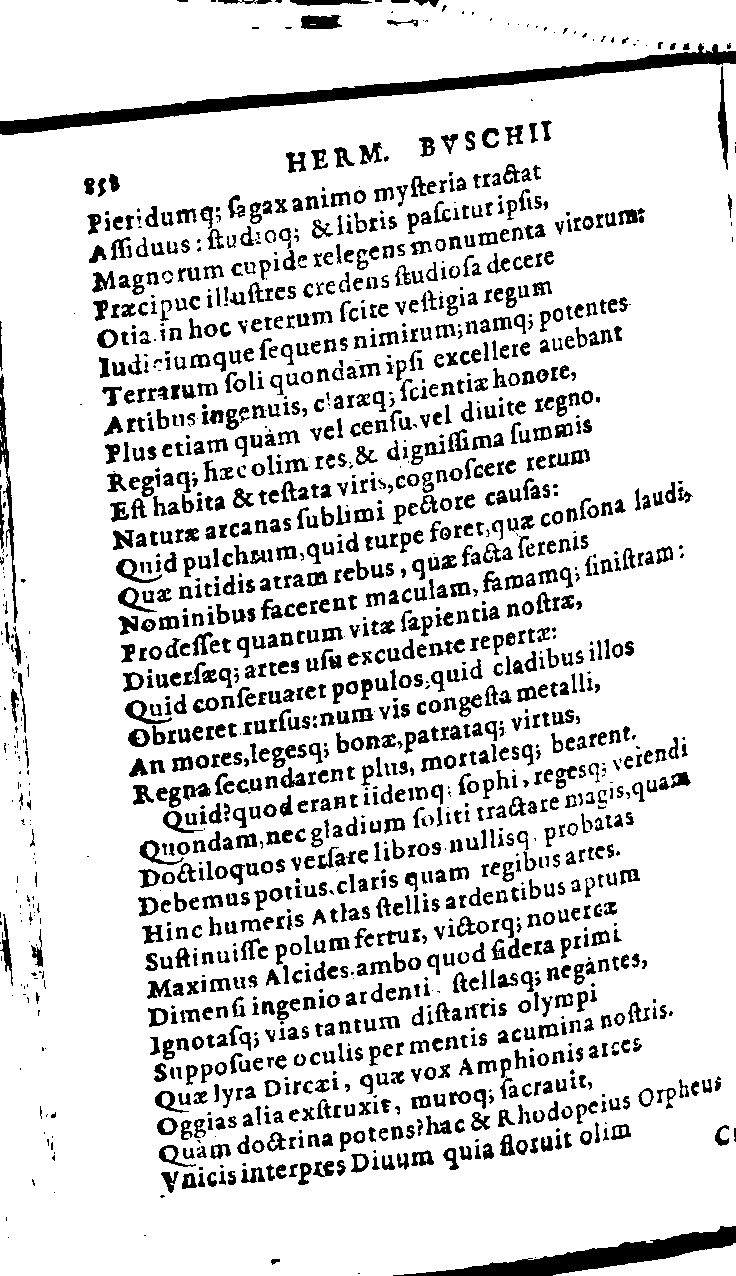 858 HERM. BVSCHII
Pieridumq; ſagax animo myſteria tractat
Aſſiduus: ſtudioq; & libris paſcitur ipſis,
Magnorum cupide relegens monumenta virorum:
Præcipue illuſtres credens ſtudioſa decere
Otia in hoc veterum ſcite veſtigia regum
Iudiciumque ſequens nimirum; namq; potentes
Terrarum ſoli quondam ipſi excellere auebant
Artibus ingenuis, claræq; ſcientiæ honore,
Plus etiam quàm vel cenſu, vel diuite regno.
Regiaq; hæc olim res, & digniſſima ſummis
Eſt habita & teſtata viris, cognoſcere rerum
Naturæ arcanas ſublimi pectore cauſas:
Quid pulchrum, quid turpe foret, quæ conſona laudi,
Quæ nitidis atram rebus, quæ facta ſerenis
Nominibus facerent maculam, famamq; ſiniſtram:
Prodeſſet quantum vitæ ſapientia noſtræ,
Diuerſæq; artes uſu excudente repertæ:
Quid conſeruaret populos, quid cladibus illos
Obrueret rurſus: num vis congeſta metalli,
An mores, legesq; bonæ, patrataq; virtus,
Regna ſecundarent plus, mortalesq; bearent.
Quid? quod erant iidemq; ſophi, regesq; verendi
Quondam, nec gladium ſoliti tractare magis, quam
Doctiloquos verſare libros nullisq. probatas
Debemus potius, claris quam regibus artes.
Hinc humeris Atlas ſtellis ardentibus aptum
Suſtinuiſſe polum fertur, victorq; nouercæ
Maximus Alcides. ambo quod ſidera primi
Dimenſi ingenio ardenti. ſtellasq; negàntes,
Ignotaſq; vias tantum diſtantis olympi
Suppoſuere oculis per mentis acumina noſtris.
Quæ lyra Dircæi, quæ vox Amphionis arces
Oggias alia exſtruxit, muroq; ſacrauit,
Quàm doctrina potens? hac & Rhodopeius Orpheus
Vnicis interpres Diuum quia floruit olim